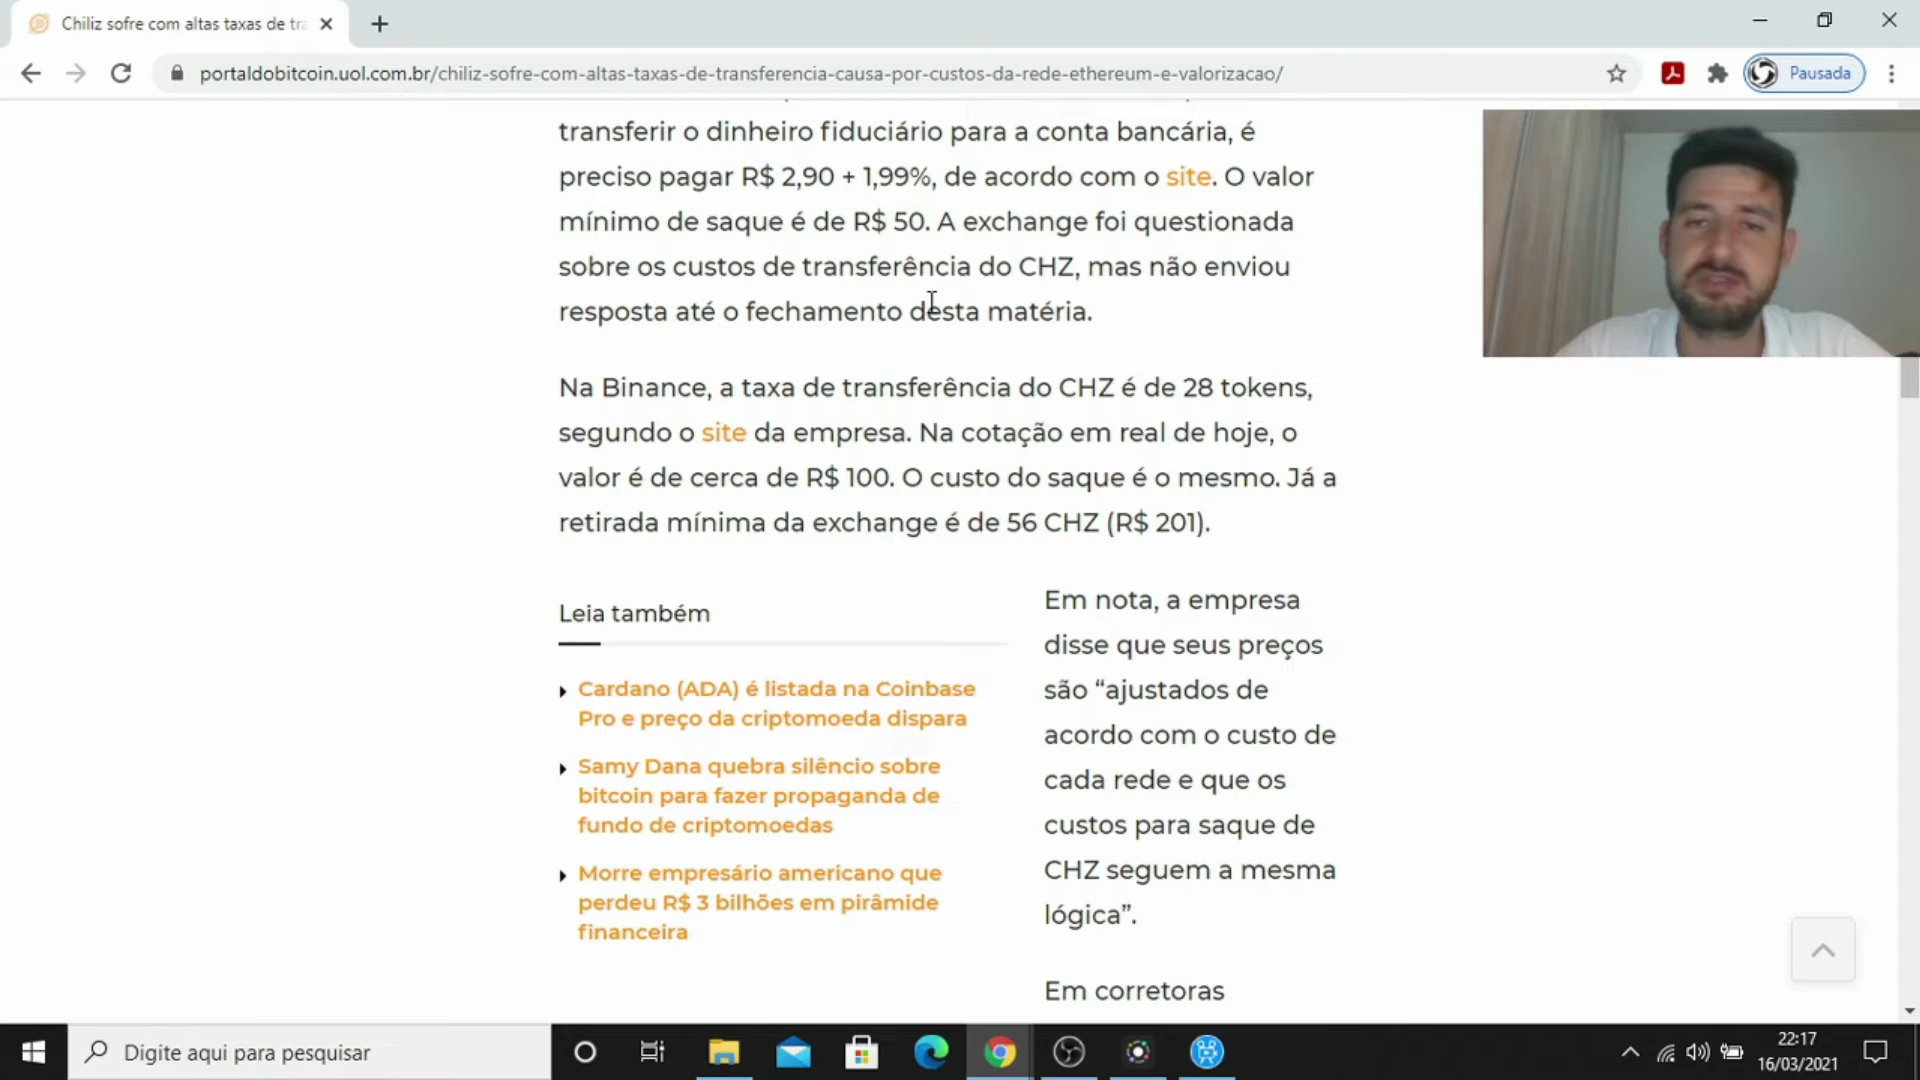 Chiliz sofre com altas taxas de tra
portaldobitcoin.uol.com.br/chiliz-sofre-com-altas-taxas-de-transferencia-causa-por-custos-da-rede-ethereum-e-valorizacao/
Pausada
transferir o dinheiro fiduciário para a conta bancária, é
preciso pagar R$ 2,90 + 1,99%, de acordo com o site. O valor
mínimo de saque é de R$ 50. A exchange foi questionada
sobre os custos de transferência do CHZ, mas não enviou
resposta até o fechamento desta matéria.
Na Binance, a taxa de transferência do CHZ é de 28 tokens,
segundo o site da empresa. Na cotação em real de hoje, o
valor é de cerca de R$ 100. O custo do saque é o mesmo. Já a
retirada mínima da exchange é de 56 CHZ (R$ 201).
Leia também
Cardano (ADA) é listada na Coinbase
Pro e preço da criptomoeda dispara
Samy Dana quebra silêncio sobre
bitcoin para fazer propaganda de
fundo de criptomoedas
Morre empresário americano que
perdeu R$ 3 bilhões em pirâmide
financeira
Em nota, a empresa
disse que seus preços
são “ajustados de
acordo com o custo de
cada rede e que os
custos para saque de
CHZ seguem a mesma
lógica”.
Em corretoras
Digite aqui para pesquisar
22:17
16/03/2021